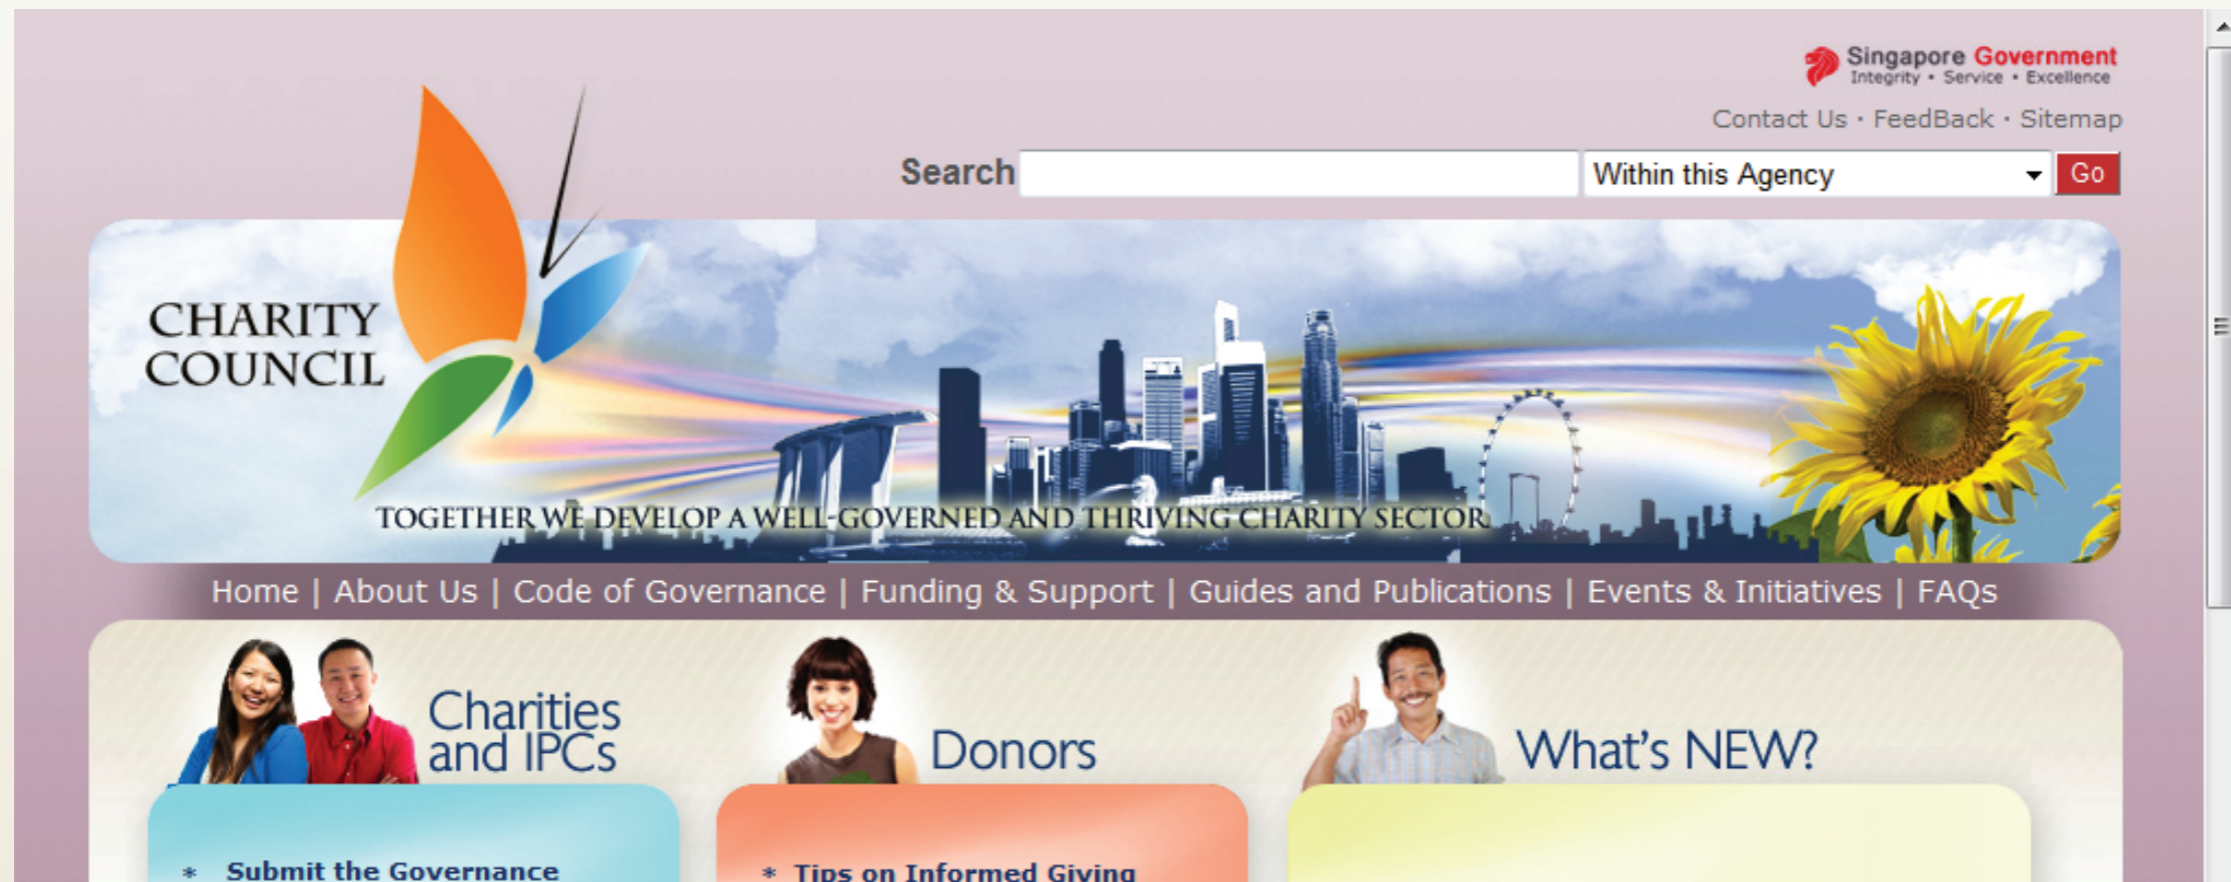 Singapore Government
Integrity • Service • Excellence
Contact Us • FeedBack • Sitemap
Search Within this Agency Go
CHARITY
COUNCIL
TOGETHER WE DEVELOP A WELL-GOVERNED AND THRIVING CHARITY SECTOR.
Home | About Us | Code of Governance | Funding & Support | Guides and Publications | Events & Initiatives | FAQs
Charities
and IPCs
Donors
What's NEW?
* Submit the Governance
* Tips on Informed Giving